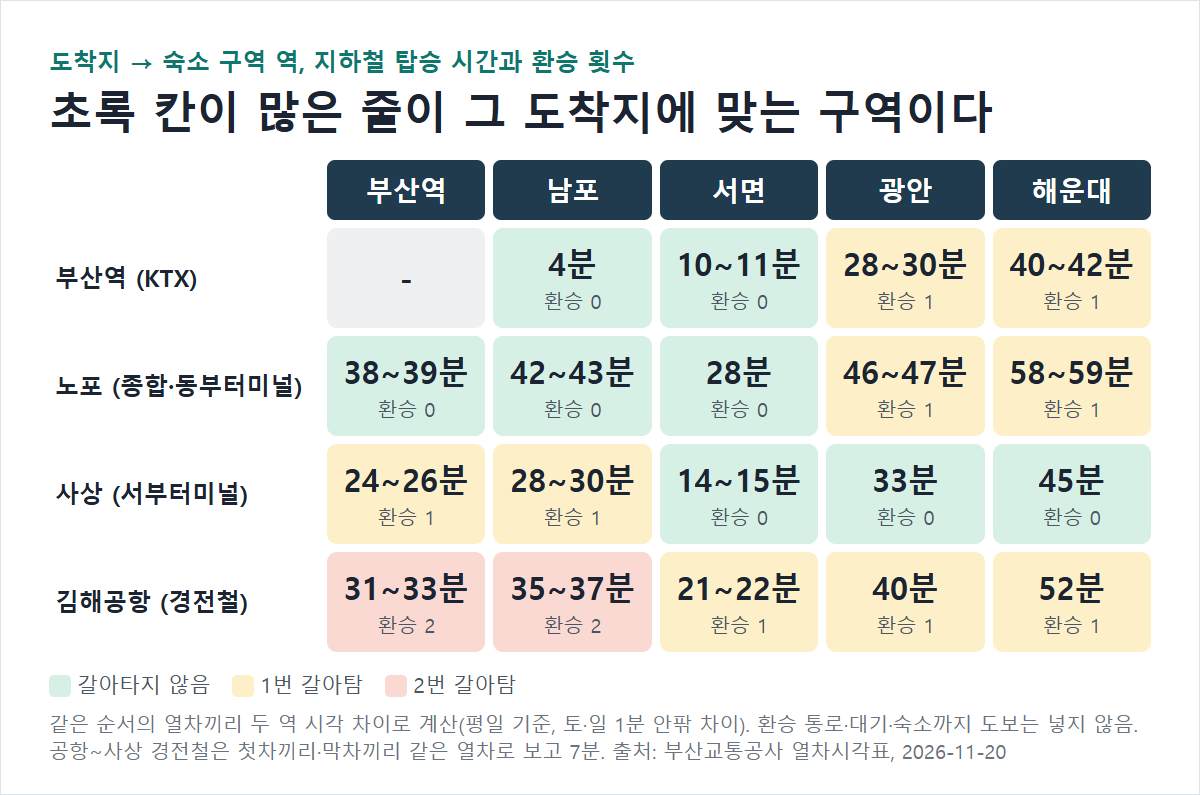 도착지 → 숙소 구역 역, 지하철 탑승 시간과 환승 횟수
초록 칸이 많은 줄이 그 도착지에 맞는 구역이다
부산역 남포 서면 광안 해운대
부산역 (KTX) - 4분 10~11분 28~30분 40~42분
환승 0 환승 0 환승 1 환승 1
노포 (종합·동부터미널) 38~39분 42~43분 28분 46~47분 58~59분
환승 0 환승 0 환승 0 환승 1 환승 1
사상 (서부터미널) 24~26분 28~30분 14~15분 33분 45분
환승 1 환승 1 환승 0 환승 0 환승 0
김해공항 (경전철) 31~33분 35~37분 21~22분 40분 52분
환승 2 환승 2 환승 1 환승 1 환승 1
갈아타지 않음 1번 갈아탐 2번 갈아탐
같은 순서의 열차끼리 두 역 시각 차이로 계산(평일 기준, 토·일 1분 안팎 차이). 환승 통로·대기·숙소까지 도보는 넣지 않음.
공항~사상 경전철은 첫차끼리·막차끼리 같은 열차로 보고 7분. 출처: 부산교통공사 열차시각표, 2026-11-20